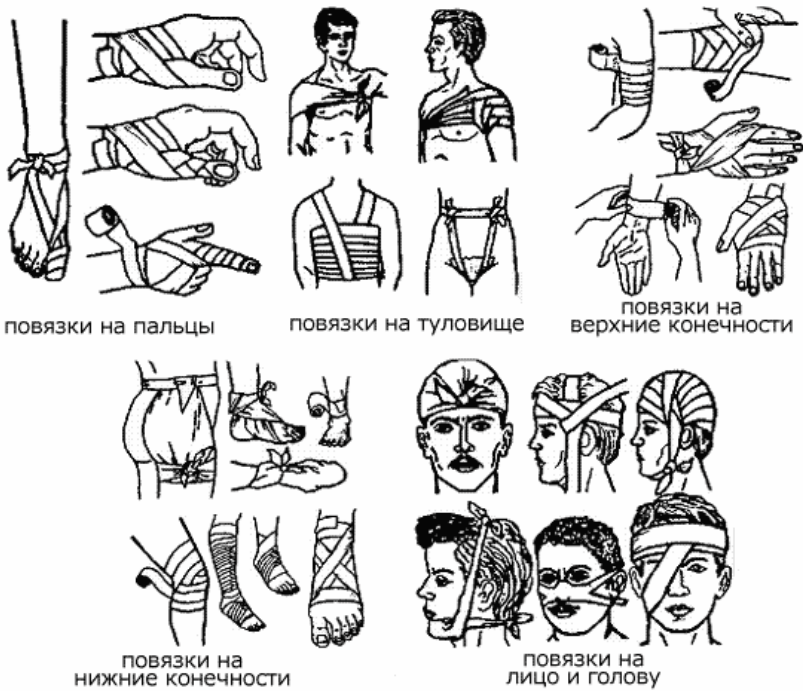 повязки на пальцы
повязки на туловище
повязки на
верхние конечности
повязки на
нижние конечности
повязки на
лицо и голову